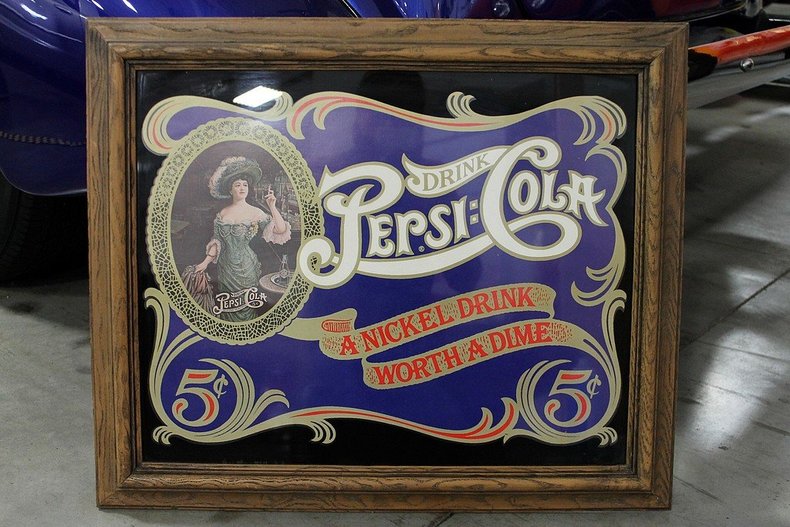 DRINK
PEPSI:COLA
PEPSI:COLA
A NICKEL DRINK
WORTH A DIME
5¢
5¢